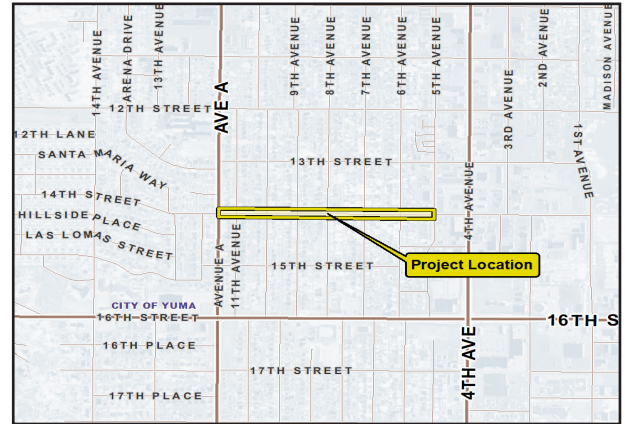 14TH AVENUE
ARENA DRIVE
13TH AVENUE
AVE A
9TH AVENUE
8TH AVENUE
7TH AVENUE
6TH AVENUE
5TH AVENUE
3RD AVENUE
2ND AVENUE
MADISON AVENUE
12TH STREET
12TH LANE
SANTA MARIA WAY
13TH STREET
1ST AVENUE
14TH STREET
HILLSIDE PLACE
LAS LOMAS STREET
4TH AVENUE
AVENUE A
11TH AVENUE
15TH STREET
Project Location
CITY OF YUMA
16TH STREET
16TH S
16TH PLACE
4TH AVE
17TH STREET
17TH PLACE